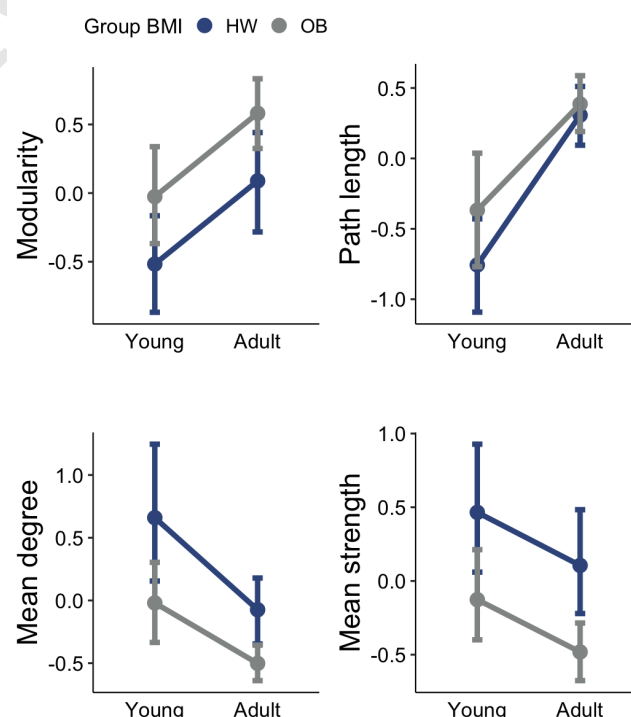 Group BMI HW OB
Modularity
0.5
0.0
-0.5
Young Adult
Path length
0.5
0.0
-0.5
-1.0
Young Adult
Mean degree
1.0
0.5
0.0
-0.5
Young Adult
Mean strength
1.0
0.5
0.0
-0.5
Young Adult